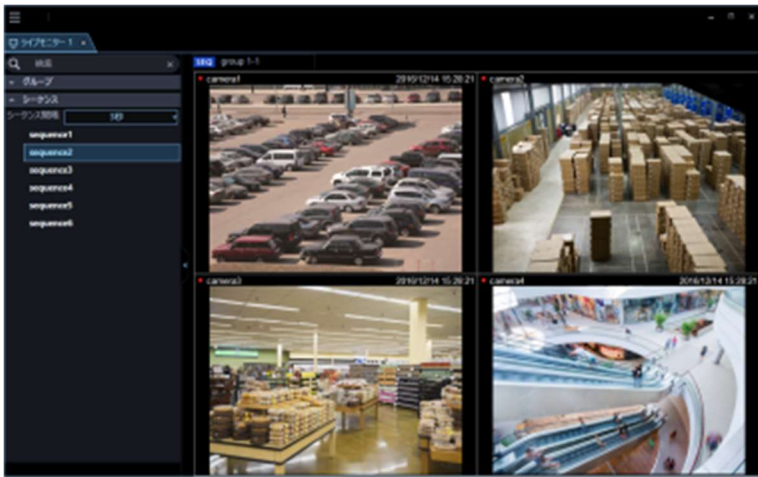 ライブモニター 1
検索
SEQ group 1-1
グループ
シーケンス
シーケンス間隔 5秒
sequence1
sequence2
sequence3
sequence4
sequence5
sequence6
camera1 2016/12/14 15:28:21
camera2
camera3 2016/12/14 15:28:21
camera4 2016/12/14 15:28:21